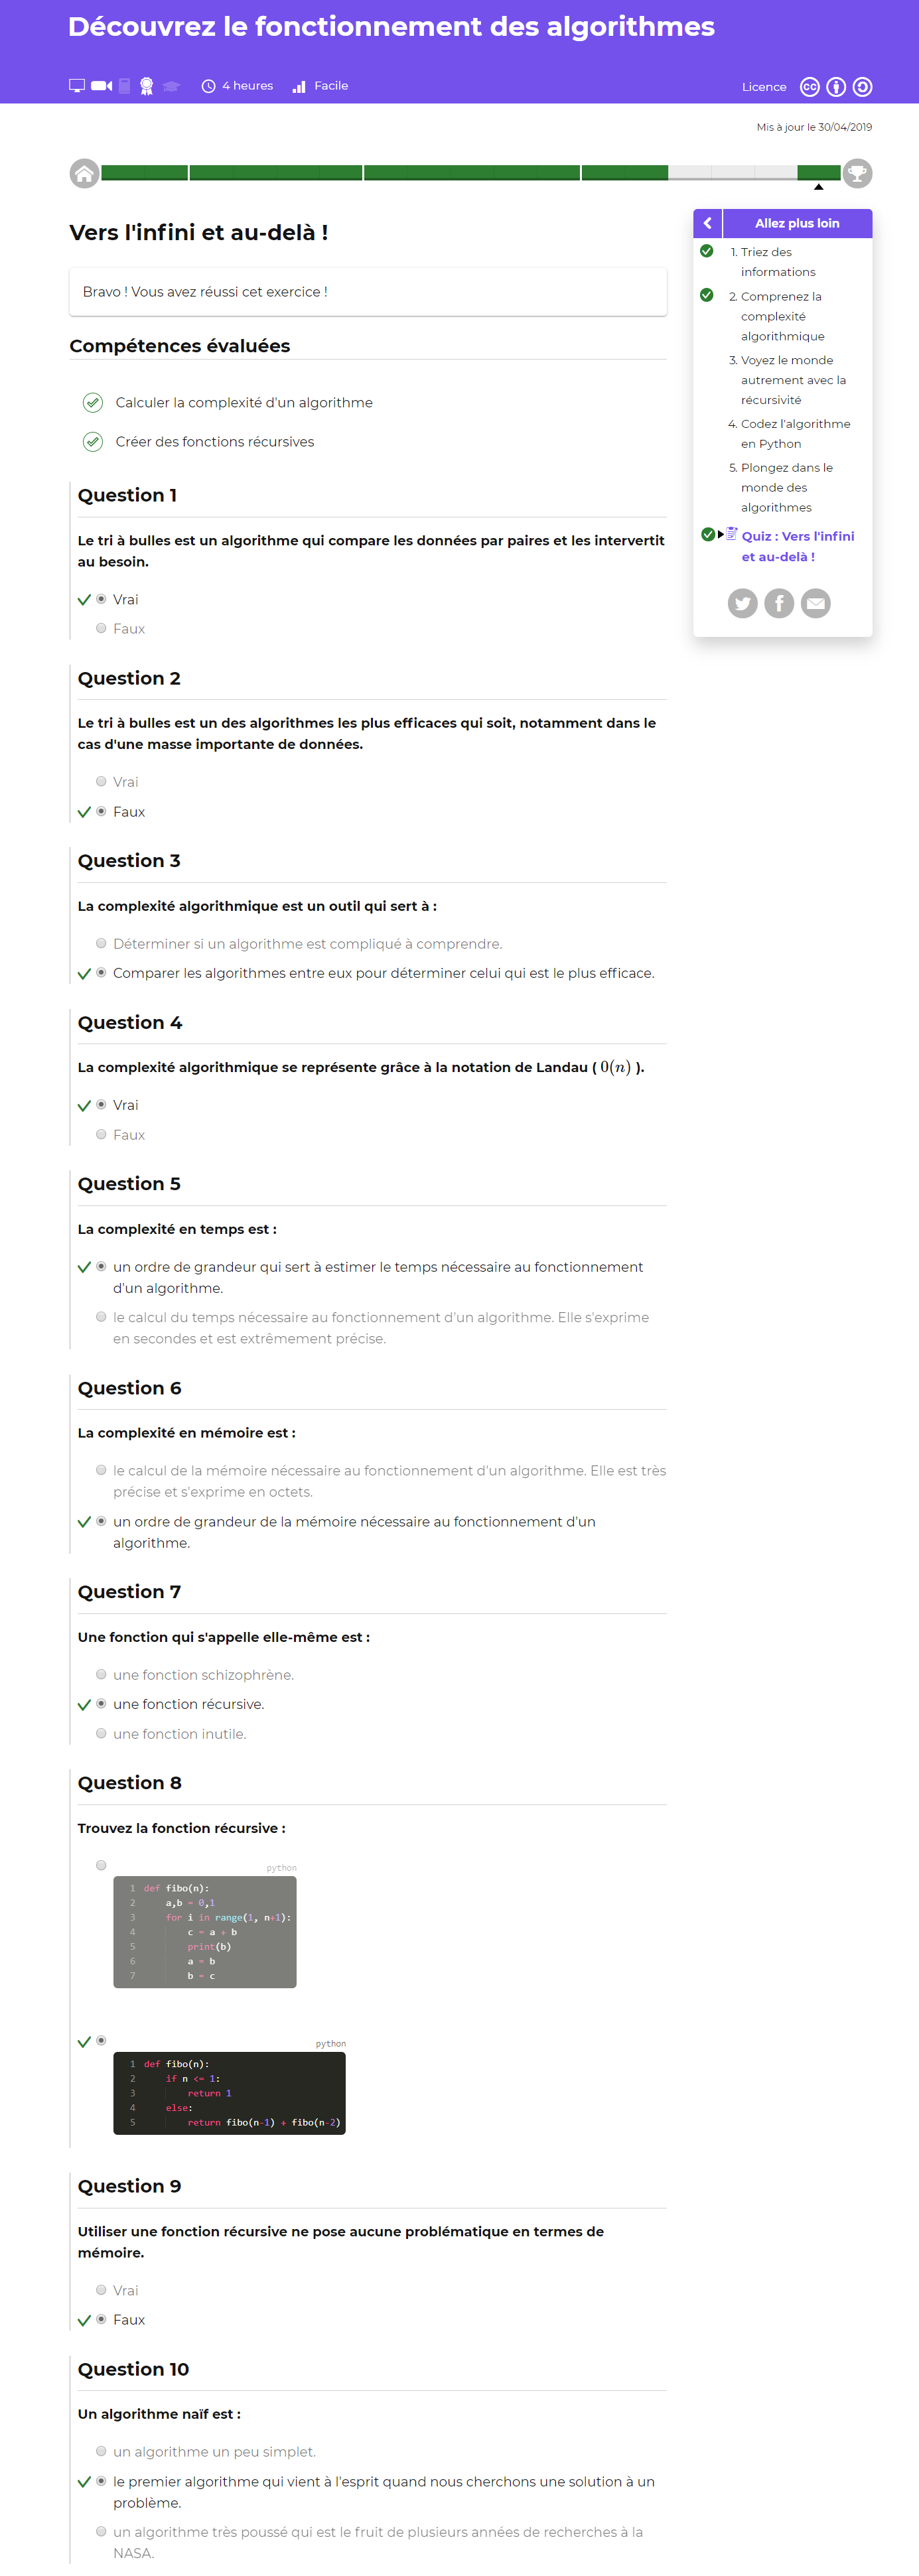 Découvrez le fonctionnement des algorithmes
4 heures
Facile
Licence
Mis à jour le 30/04/2019
Vers l'infini et au-delà !
Bravo ! Vous avez réussi cet exercice !
Compétences évaluées
Calculer la complexité d'un algorithme
Créer des fonctions récursives
Question 1
Le tri à bulles est un algorithme qui compare les données par paires et les intervertit
au besoin.
Vrai
Faux
Question 2
Le tri à bulles est un des algorithmes les plus efficaces qui soit, notamment dans le
cas d'une masse importante de données.
Vrai
Faux
Question 3
La complexité algorithmique est un outil qui sert à :
Déterminer si un algorithme est compliqué à comprendre.
Comparer les algorithmes entre eux pour déterminer celui qui est le plus efficace.
Question 4
La complexité algorithmique se représente grâce à la notation de Landau ( 0(n) ).
Vrai
Faux
Question 5
La complexité en temps est :
un ordre de grandeur qui sert à estimer le temps nécessaire au fonctionnement
d'un algorithme.
le calcul du temps nécessaire au fonctionnement d'un algorithme. Elle s'exprime
en secondes et est extrêmement précise.
Question 6
La complexité en mémoire est :
le calcul de la mémoire nécessaire au fonctionnement d'un algorithme. Elle est très
précise et s'exprime en octets.
un ordre de grandeur de la mémoire nécessaire au fonctionnement d'un
algorithme.
Question 7
Une fonction qui s'appelle elle-même est :
une fonction schizophrène.
une fonction récursive.
une fonction inutile.
Question 8
Trouvez la fonction récursive :
python
1 def fibo(n):
2     a,b = 0,1
3     for i in range(1, n+1):
4         c = a + b
5         print(b)
6         a = b
7         b = c
python
1 def fibo(n):
2     if n <= 1:
3         return 1
4     else:
5         return fibo(n-1) + fibo(n-2)
Question 9
Utiliser une fonction récursive ne pose aucune problématique en termes de
mémoire.
Vrai
Faux
Question 10
Un algorithme naïf est :
un algorithme un peu simplet.
le premier algorithme qui vient à l'esprit quand nous cherchons une solution à un
problème.
un algorithme très poussé qui est le fruit de plusieurs années de recherches à la
NASA.
Allez plus loin
1. Triez des
informations
2. Comprenez la
complexité
algorithmique
3. Voyez le monde
autrement avec la
récursivité
4. Codez l'algorithme
en Python
5. Plongez dans le
monde des
algorithmes
Quiz : Vers l'infini
et au-delà !